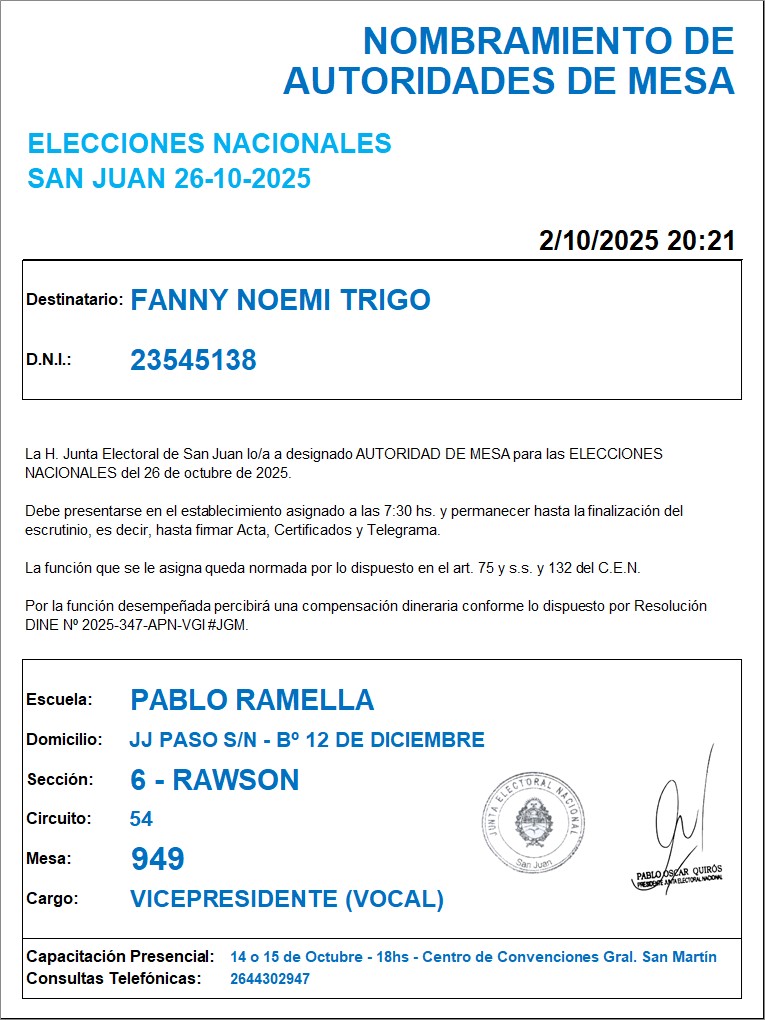 NOMBRAMIENTO DE
AUTORIDADES DE MESA
ELECCIONES NACIONALES
SAN JUAN 26-10-2025
2/10/2025 20:21
Destinatario: FANNY NOEMI TRIGO
D.N.I.: 23545138
La H. Junta Electoral de San Juan lo/a a designado AUTORIDAD DE MESA para las ELECCIONES
NACIONALES del 26 de octubre de 2025.
Debe presentarse en el establecimiento asignado a las 7:30 hs. y permanecer hasta la finalización del
escrutinio, es decir, hasta firmar Acta, Certificados y Telegrama.
La función que se le asigna queda normada por lo dispuesto en el art. 75 y s.s. y 132 del C.E.N.
Por la función desempeñada percibirá una compensación dineraria conforme lo dispuesto por Resolución
DINE Nº 2025-347-APN-VGI#JGM.
Escuela: PABLO RAMELLA
Domicilio: JJ PASO S/N - Bº 12 DE DICIEMBRE
Sección: 6 - RAWSON
Circuito: 54
Mesa: 949
Cargo: VICEPRESIDENTE (VOCAL)
JUNTA ELECTORAL NACIONAL
San Juan
PABLO OSCAR QUIRÓS
PRESIDENTE JUNTA ELECTORAL NACIONAL
Capacitación Presencial: 14 o 15 de Octubre - 18hs - Centro de Convenciones Gral. San Martín
Consultas Telefónicas: 2644302947